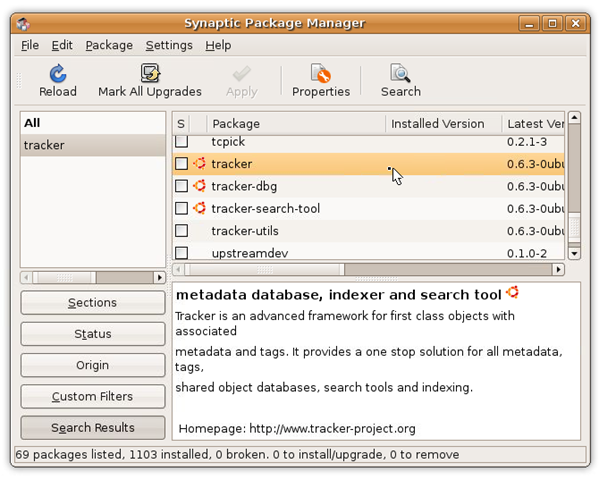 Synaptic Package Manager
File Edit Package Settings Help
Reload Mark All Upgrades Apply Properties Search
All
tracker
S Package Installed Version Latest Ver
tcpick 0.2.1-3
tracker 0.6.3-0ubu
tracker-dbg 0.6.3-0ubu
tracker-search-tool 0.6.3-0ubu
tracker-utils 0.6.3-0ubu
upstreamdev 0.1.0-2
Sections
Status
Origin
Custom Filters
Search Results
metadata database, indexer and search tool
Tracker is an advanced framework for first class objects with
associated
metadata and tags. It provides a one stop solution for all metadata,
tags,
shared object databases, search tools and indexing.
Homepage: http://www.tracker-project.org
69 packages listed, 1103 installed, 0 broken. 0 to install/upgrade, 0 to remove